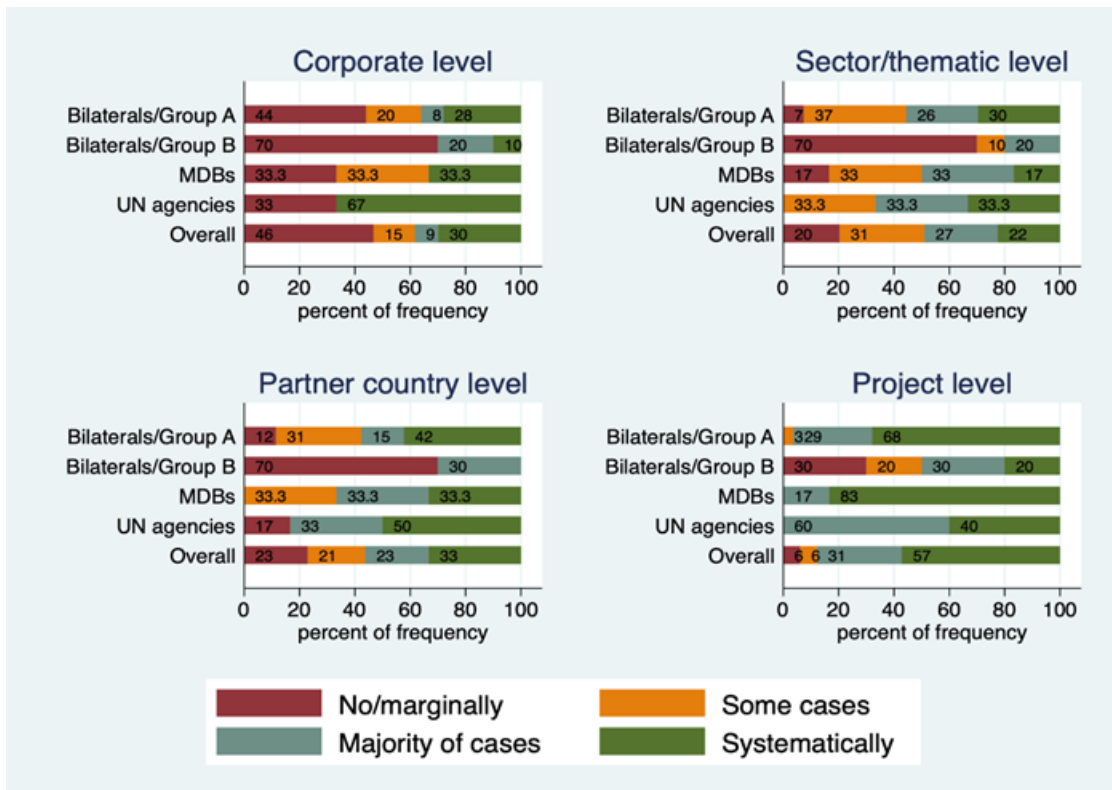 Corporate level
Bilaterals/Group A 44 20 8 28
Bilaterals/Group B 70 20 10
MDBs 33.3 33.3 33.3
UN agencies 33 67
Overall 46 15 9 30
0 20 40 60 80 100
percent of frequency
Sector/thematic level
Bilaterals/Group A 7 37 26 30
Bilaterals/Group B 70 10 20
MDBs 17 33 33 17
UN agencies 33.3 33.3 33.3
Overall 20 31 27 22
0 20 40 60 80 100
percent of frequency
Partner country level
Bilaterals/Group A 12 31 15 42
Bilaterals/Group B 70 30
MDBs 33.3 33.3 33.3
UN agencies 17 33 50
Overall 23 21 23 33
0 20 40 60 80 100
percent of frequency
Project level
Bilaterals/Group A 3 29 68
Bilaterals/Group B 30 20 30 20
MDBs 17 83
UN agencies 60 40
Overall 6 6 31 57
0 20 40 60 80 100
percent of frequency
No/marginally Some cases
Majority of cases Systematically